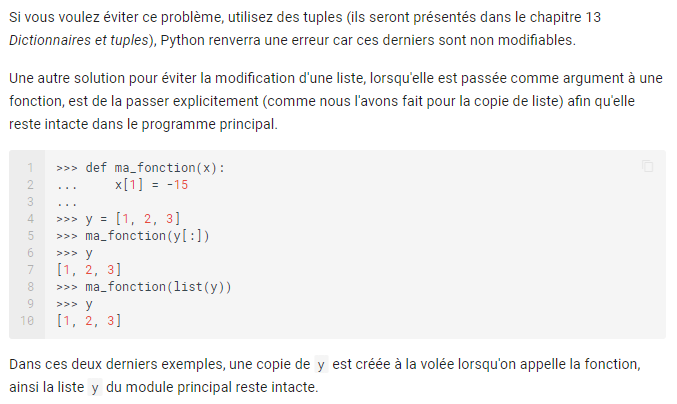 Si vous voulez éviter ce problème, utilisez des tuples (ils seront présentés dans le chapitre 13
Dictionnaires et tuples), Python renverra une erreur car ces derniers sont non modifiables.
Une autre solution pour éviter la modification d'une liste, lorsqu'elle est passée comme argument à une
fonction, est de la passer explicitement (comme nous l'avons fait pour la copie de liste) afin qu'elle
reste intacte dans le programme principal.
1 >>> def ma_fonction(x):
2 ...     x[1] = -15
3 ...
4 >>> y = [1, 2, 3]
5 >>> ma_fonction(y[:])
6 >>> y
7 [1, 2, 3]
8 >>> ma_fonction(list(y))
9 >>> y
10 [1, 2, 3]
Dans ces deux derniers exemples, une copie de y est créée à la volée lorsqu'on appelle la fonction,
ainsi la liste y du module principal reste intacte.